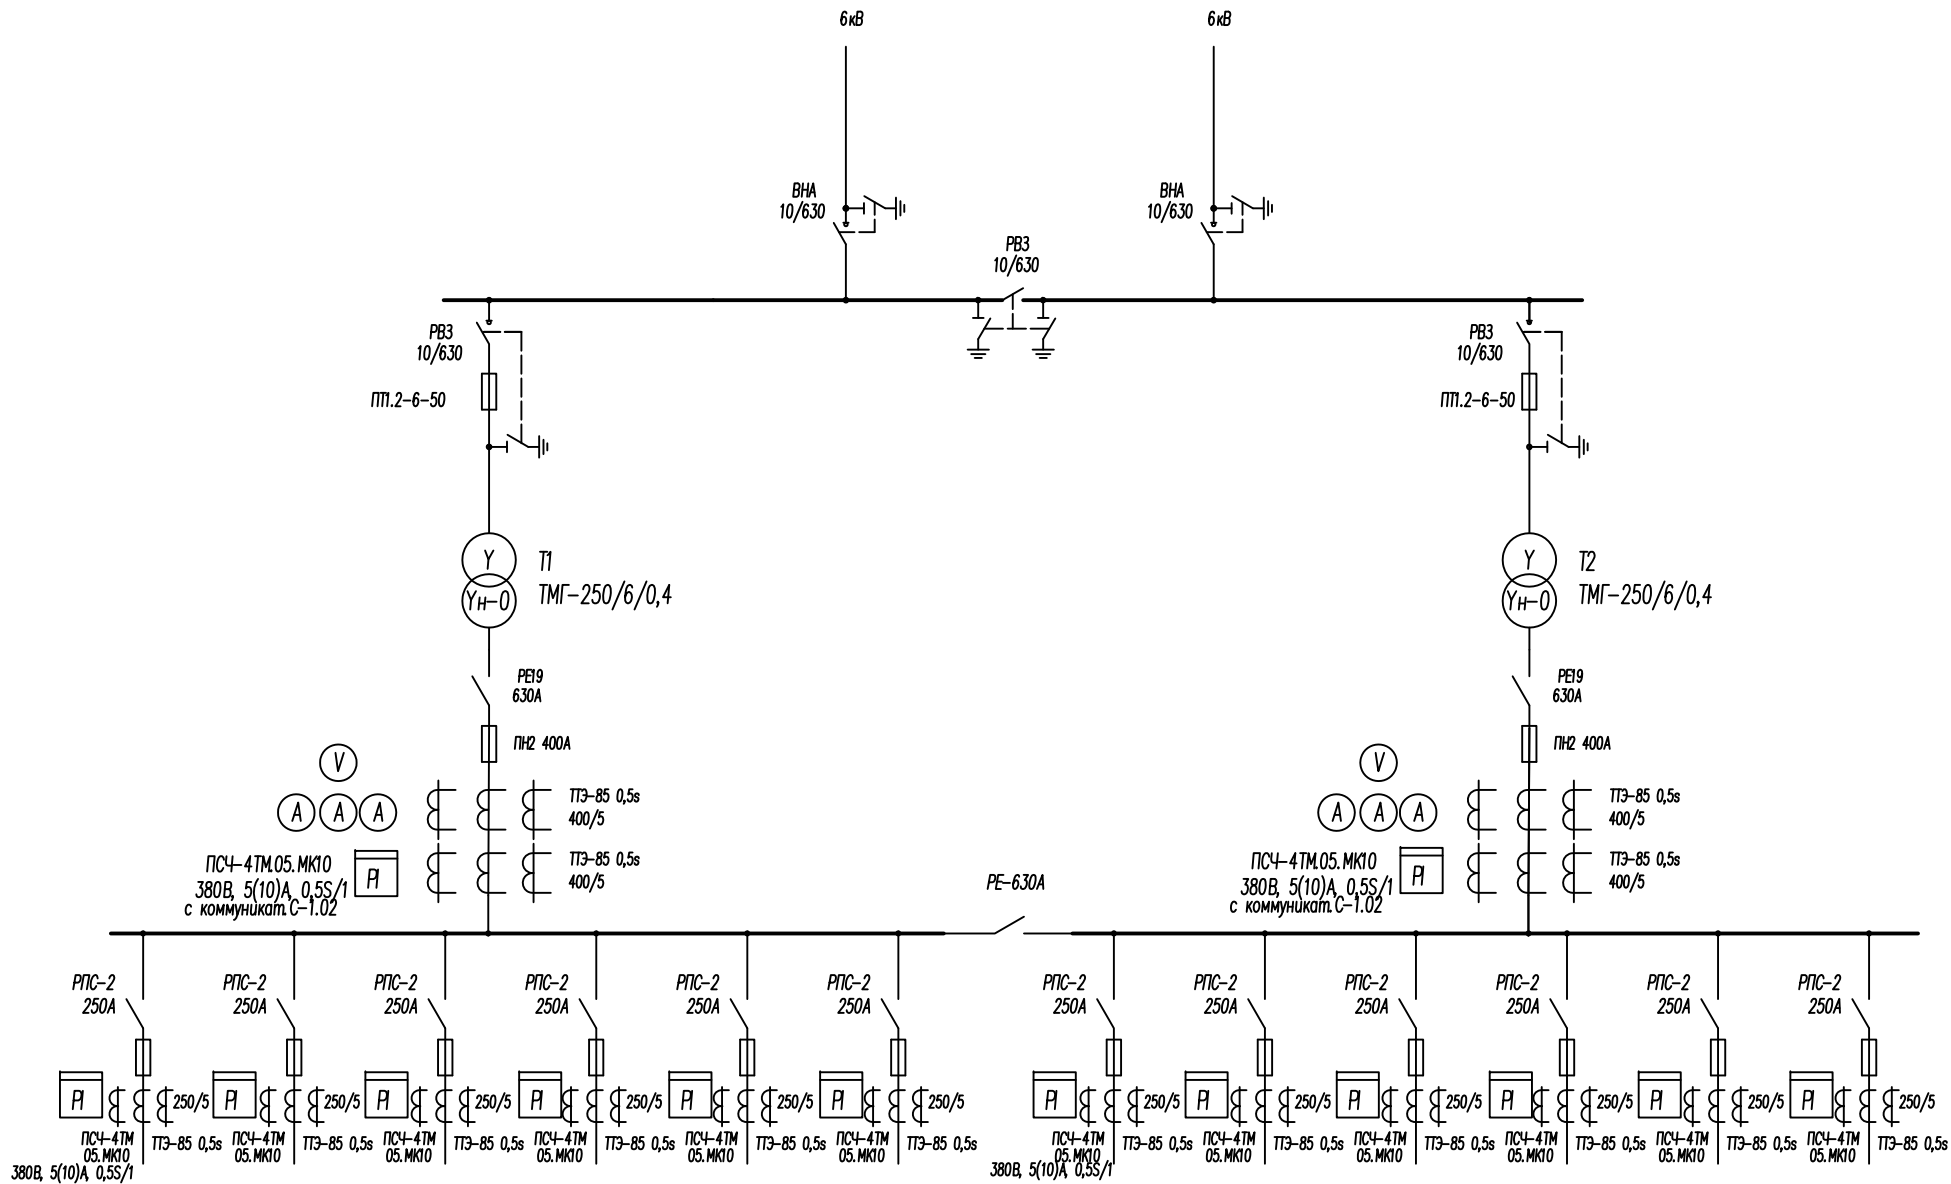 6кВ
6кВ
ВНА
10/630
ВНА
10/630
РВЗ
10/630
РВЗ
10/630
РВЗ
10/630
ПТ1.2-6-50
ПТ1.2-6-50
Y
Yн-0
Т1
ТМГ-250/6/0,4
Y
Yн-0
Т2
ТМГ-250/6/0,4
РЕ19
630А
РЕ19
630А
ПН2 400А
ПН2 400А
V
V
А А А
ТТЭ-85 0,5s
400/5
А А А
ТТЭ-85 0,5s
400/5
ПСЧ-4ТМ.05.МК10
380В, 5(10)А, 0,5S/1
с коммуникат.С-1.02
PI
ТТЭ-85 0,5s
400/5
РЕ-630А
ПСЧ-4ТМ.05.МК10
380В, 5(10)А, 0,5S/1
с коммуникат.С-1.02
PI
ТТЭ-85 0,5s
400/5
РПС-2
250А
РПС-2
250А
РПС-2
250А
РПС-2
250А
РПС-2
250А
РПС-2
250А
РПС-2
250А
РПС-2
250А
РПС-2
250А
РПС-2
250А
РПС-2
250А
РПС-2
250А
PI 250/5
PI 250/5
PI 250/5
PI 250/5
PI 250/5
PI 250/5
PI 250/5
PI 250/5
PI 250/5
PI 250/5
PI 250/5
PI 250/5
ПСЧ-4ТМ
05.МК10
380В, 5(10)А, 0,5S/1
ТТЭ-85 0,5s
ПСЧ-4ТМ
05.МК10
ТТЭ-85 0,5s
ПСЧ-4ТМ
05.МК10
ТТЭ-85 0,5s
ПСЧ-4ТМ
05.МК10
ТТЭ-85 0,5s
ПСЧ-4ТМ
05.МК10
ТТЭ-85 0,5s
ПСЧ-4ТМ
05.МК10
ТТЭ-85 0,5s
ПСЧ-4ТМ
05.МК10
380В, 5(10)А, 0,5S/1
ТТЭ-85 0,5s
ПСЧ-4ТМ
05.МК10
ТТЭ-85 0,5s
ПСЧ-4ТМ
05.МК10
ТТЭ-85 0,5s
ПСЧ-4ТМ
05.МК10
ТТЭ-85 0,5s
ПСЧ-4ТМ
05.МК10
ТТЭ-85 0,5s
ПСЧ-4ТМ
05.МК10
ТТЭ-85 0,5s